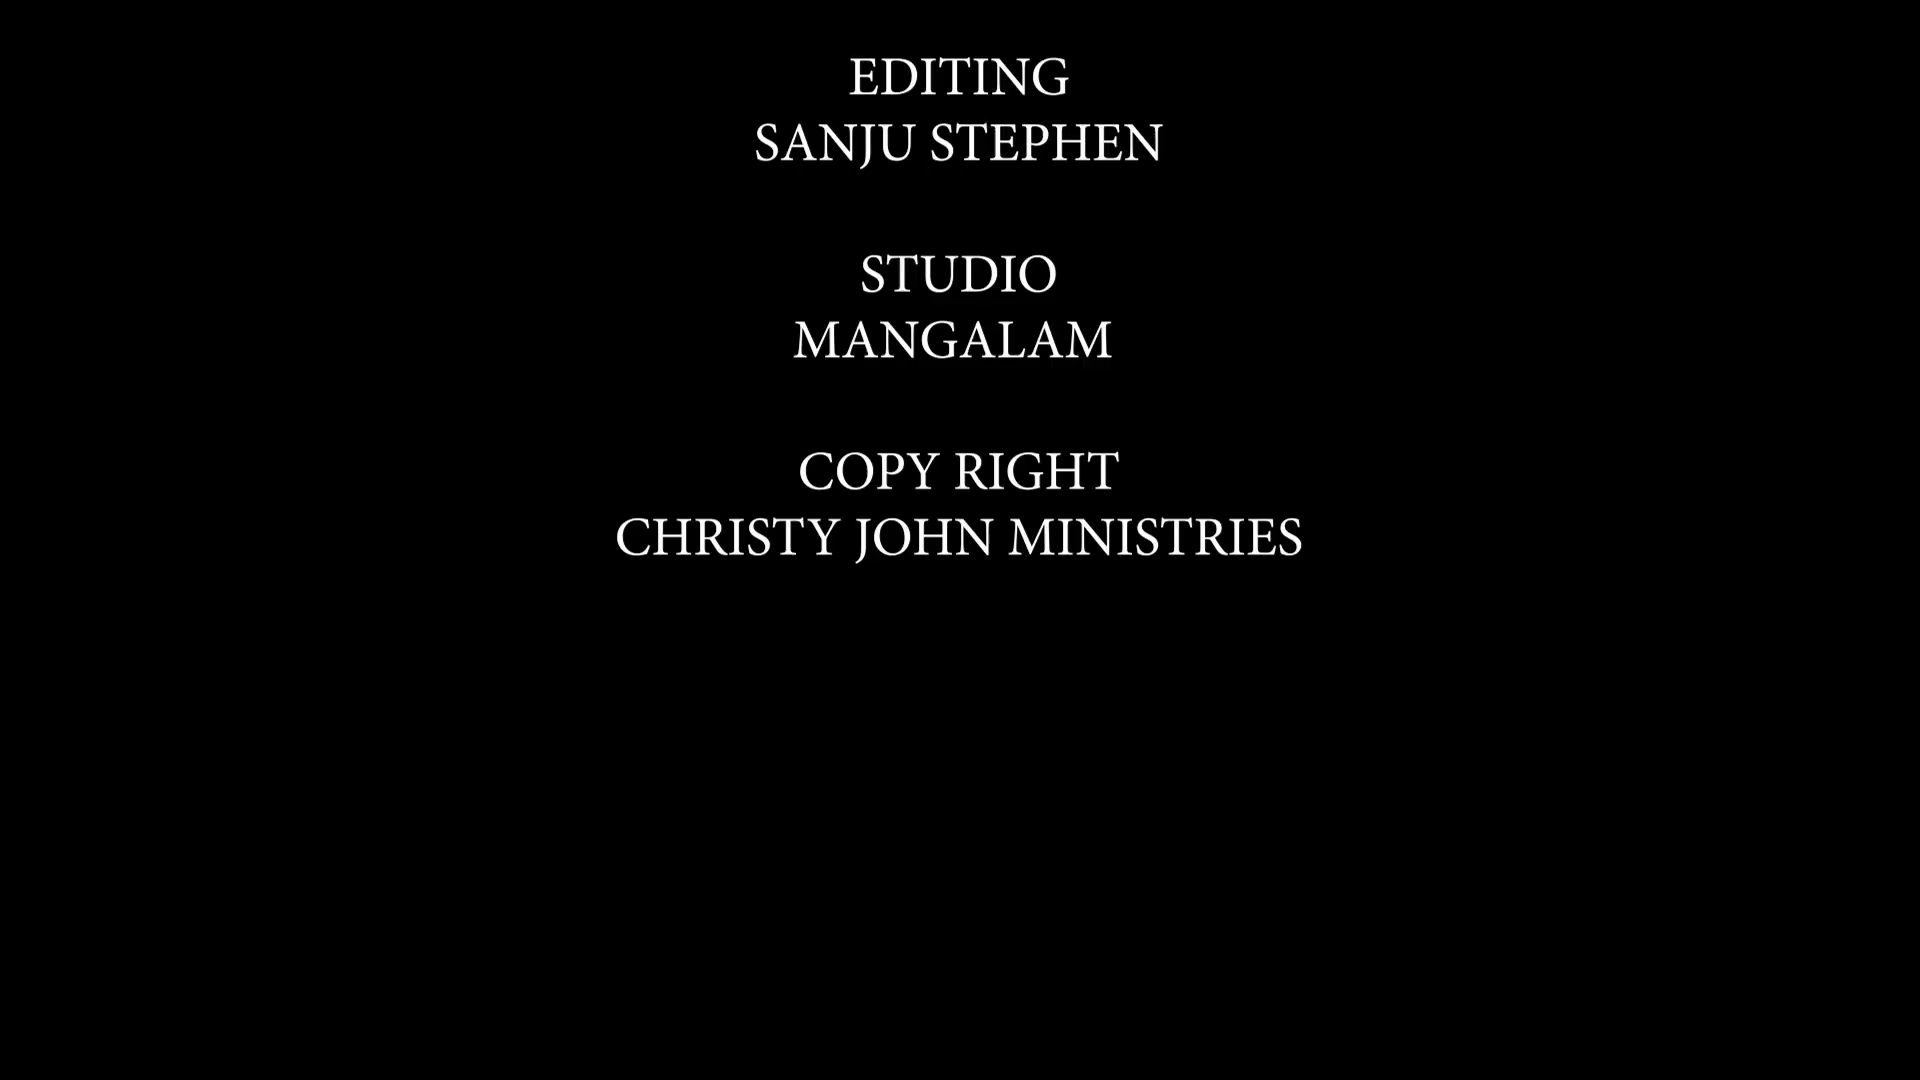 EDITING
SANJU STEPHEN
STUDIO
MANGALAM
COPY RIGHT
CHRISTY JOHN MINISTRIES